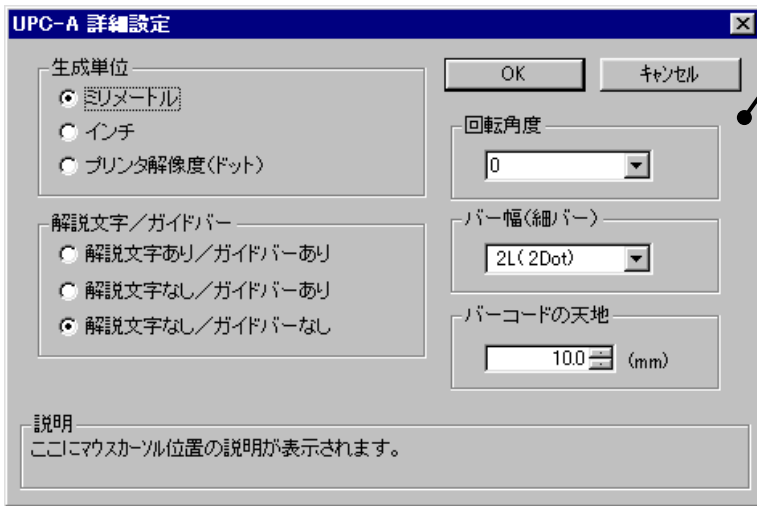 UPC-A 詳細設定
生成単位
ミリメートル
インチ
プリンタ解像度(ドット)
解説文字／ガイドバー
解説文字あり／ガイドバーあり
解説文字なし／ガイドバーあり
解説文字なし／ガイドバーなし
OK
ｷｬﾝｾﾙ
回転角度
0
バー幅(細バー)
2L( 2Dot)
バーコードの天地
10.0
(mm)
説明
ここにﾏｳｽｶｰｿﾙ位置の説明が表示されます。